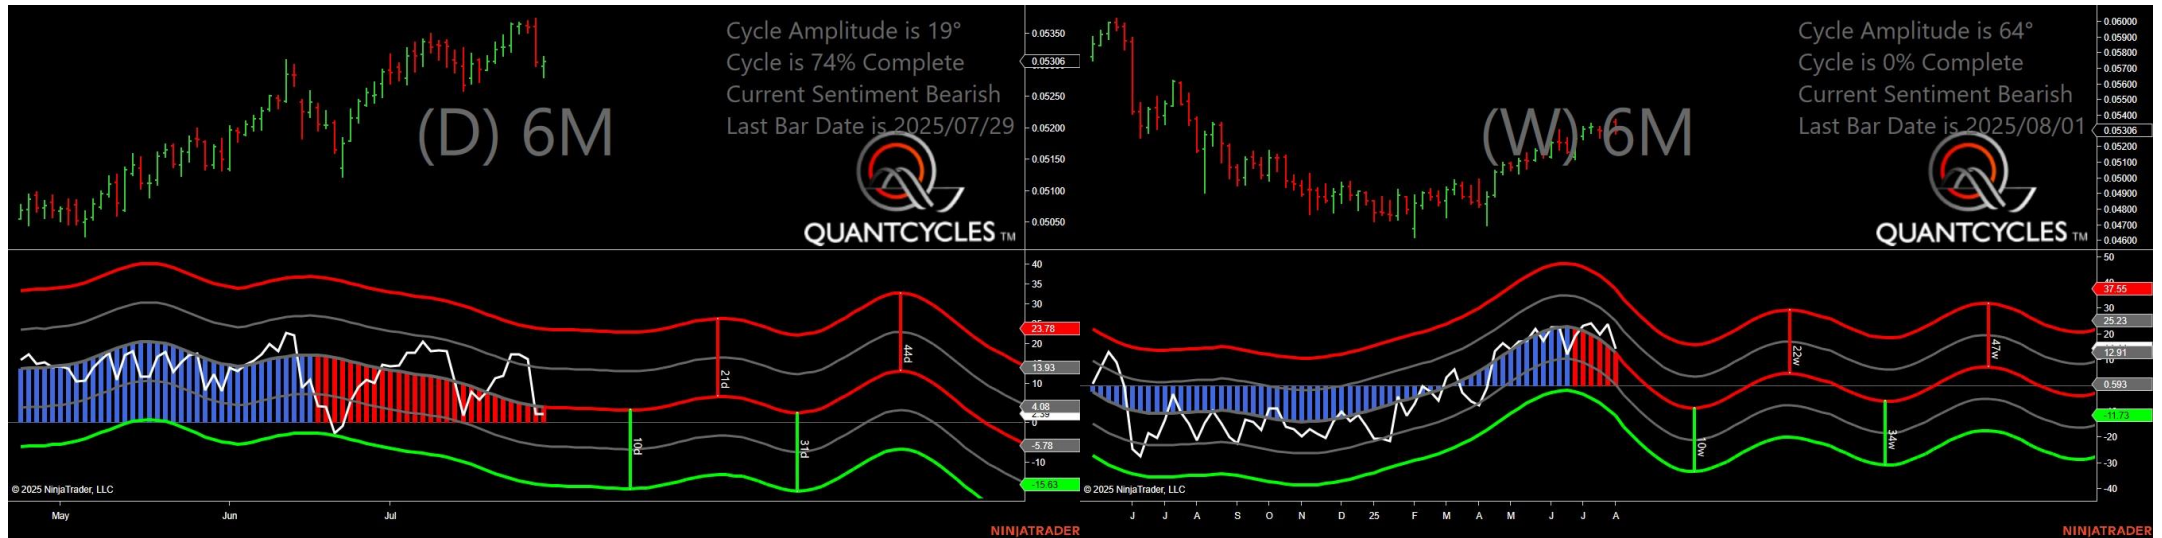 Cycle Amplitude is 19°
Cycle is 74% Complete
Current Sentiment Bearish
Last Bar Date is 2025/07/29
(D) 6M
QUANTCYCLES TM
0.05350
0.05306
0.05250
0.05200
0.05150
0.05100
0.05050
40
35
30
23.78
20
13.93
10
4.08
2.39
0
-5.78
-10
-15.63
10d
21d
31d
44d
© 2025 NinjaTrader, LLC
May
Jun
Jul
NINJATRADER
Cycle Amplitude is 64°
Cycle is 0% Complete
Current Sentiment Bearish
Last Bar Date is 2025/08/01
(W) 6M
QUANTCYCLES TM
0.06000
0.05900
0.05800
0.05700
0.05600
0.05500
0.05400
0.05306
0.05200
0.05100
0.05000
0.04900
0.04800
0.04700
0.04600
50
37.55
30
25.23
20
12.91
10
0.593
-11.73
-20
-30
-40
10w
22w
34w
47w
© 2025 NinjaTrader, LLC
J
J
A
S
O
N
D
25
F
M
A
M
J
J
A
NINJATRADER